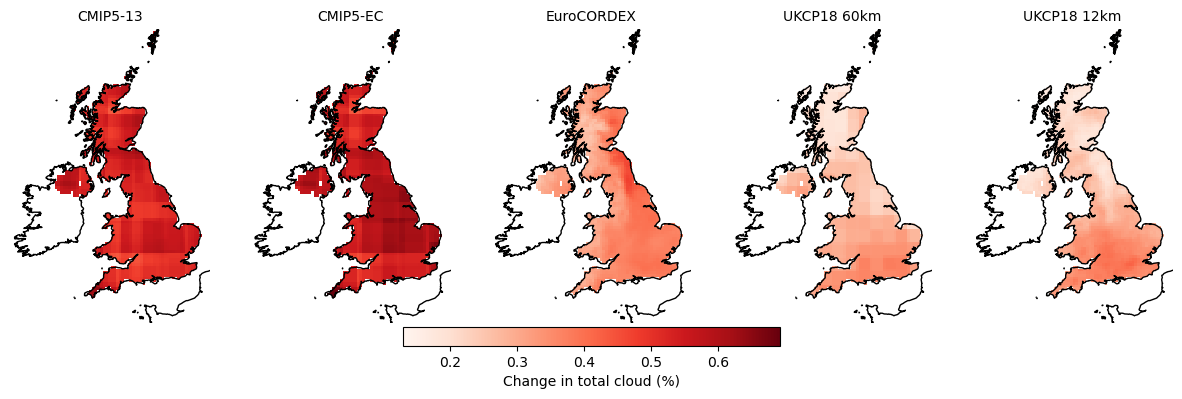 CMIP5-13 CMIP5-EC EuroCORDEX UKCP18 60km UKCP18 12km
0.2 0.3 0.4 0.5 0.6
Change in total cloud (%)